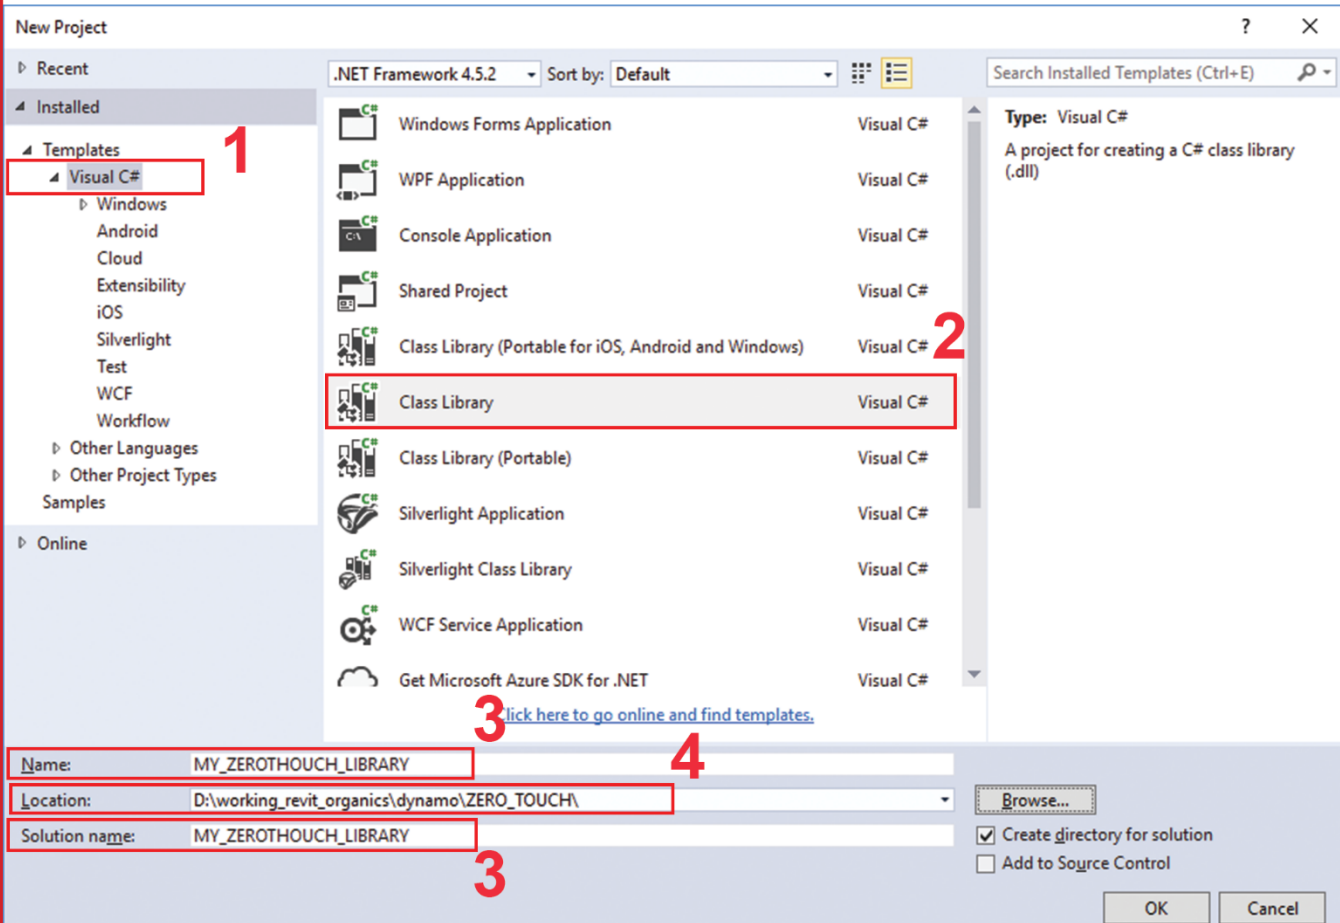 New Project
?
Recent
.NET Framework 4.5.2
Sort by:
Default
Search Installed Templates (Ctrl+E)
Installed
Templates
1
Visual C#
Windows
Android
Cloud
Extensibility
iOS
Silverlight
Test
WCF
Workflow
Other Languages
Other Project Types
Samples
Online
Windows Forms Application Visual C#
WPF Application Visual C#
Console Application Visual C#
Shared Project Visual C#
Class Library (Portable for iOS, Android and Windows) Visual C#
2
Class Library Visual C#
Class Library (Portable) Visual C#
Silverlight Application Visual C#
Silverlight Class Library Visual C#
WCF Service Application Visual C#
Get Microsoft Azure SDK for .NET Visual C#
Click here to go online and find templates.
Type: Visual C#
A project for creating a C# class library
(.dll)
3
Name: MY_ZEROTHOUCH_LIBRARY
4
Location: D:\working_revit_organics\dynamo\ZERO_TOUCH\
Browse...
Solution name: MY_ZEROTHOUCH_LIBRARY
3
Create directory for solution
Add to Source Control
OK
Cancel